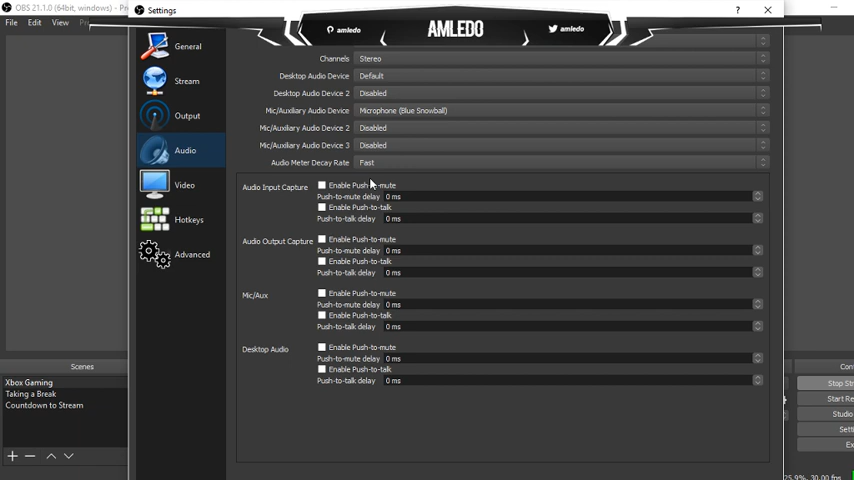 OBS 21.1.0 (64bit, windows) - P
Settings
?
File Edit View
amledo
AMLEDO
amledo
General
Stream
Output
Audio
Video
Hotkeys
Advanced
Channels Stereo
Desktop Audio Device Default
Desktop Audio Device 2 Disabled
Mic/Auxiliary Audio Device Microphone (Blue Snowball)
Mic/Auxiliary Audio Device 2 Disabled
Mic/Auxiliary Audio Device 3 Disabled
Audio Meter Decay Rate Fast
Audio Input Capture
Enable Push-to-mute
Push-to-mute delay 0 ms
Enable Push-to-talk
Push-to-talk delay 0 ms
Audio Output Capture
Enable Push-to-mute
Push-to-mute delay 0 ms
Enable Push-to-talk
Push-to-talk delay 0 ms
Mic/Aux
Enable Push-to-mute
Push-to-mute delay 0 ms
Enable Push-to-talk
Push-to-talk delay 0 ms
Desktop Audio
Enable Push-to-mute
Push-to-mute delay 0 ms
Enable Push-to-talk
Push-to-talk delay 0 ms
Scenes
Xbox Gaming
Taking a Break
Countdown to Stream
Con
Stop Str
Start Re
Studio
Setti
Ex
25.9%, 30.00 fps